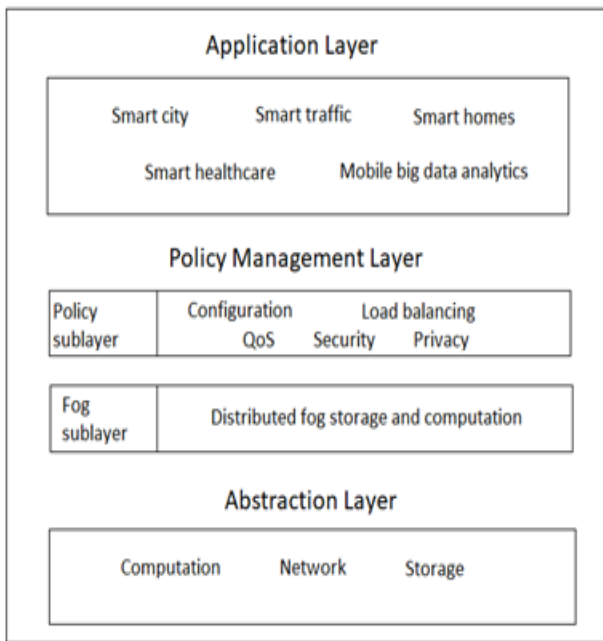 Application Layer
Smart city Smart traffic Smart homes
Smart healthcare Mobile big data analytics
Policy Management Layer
Policy sublayer
Configuration Load balancing
QoS Security Privacy
Fog sublayer
Distributed fog storage and computation
Abstraction Layer
Computation Network Storage